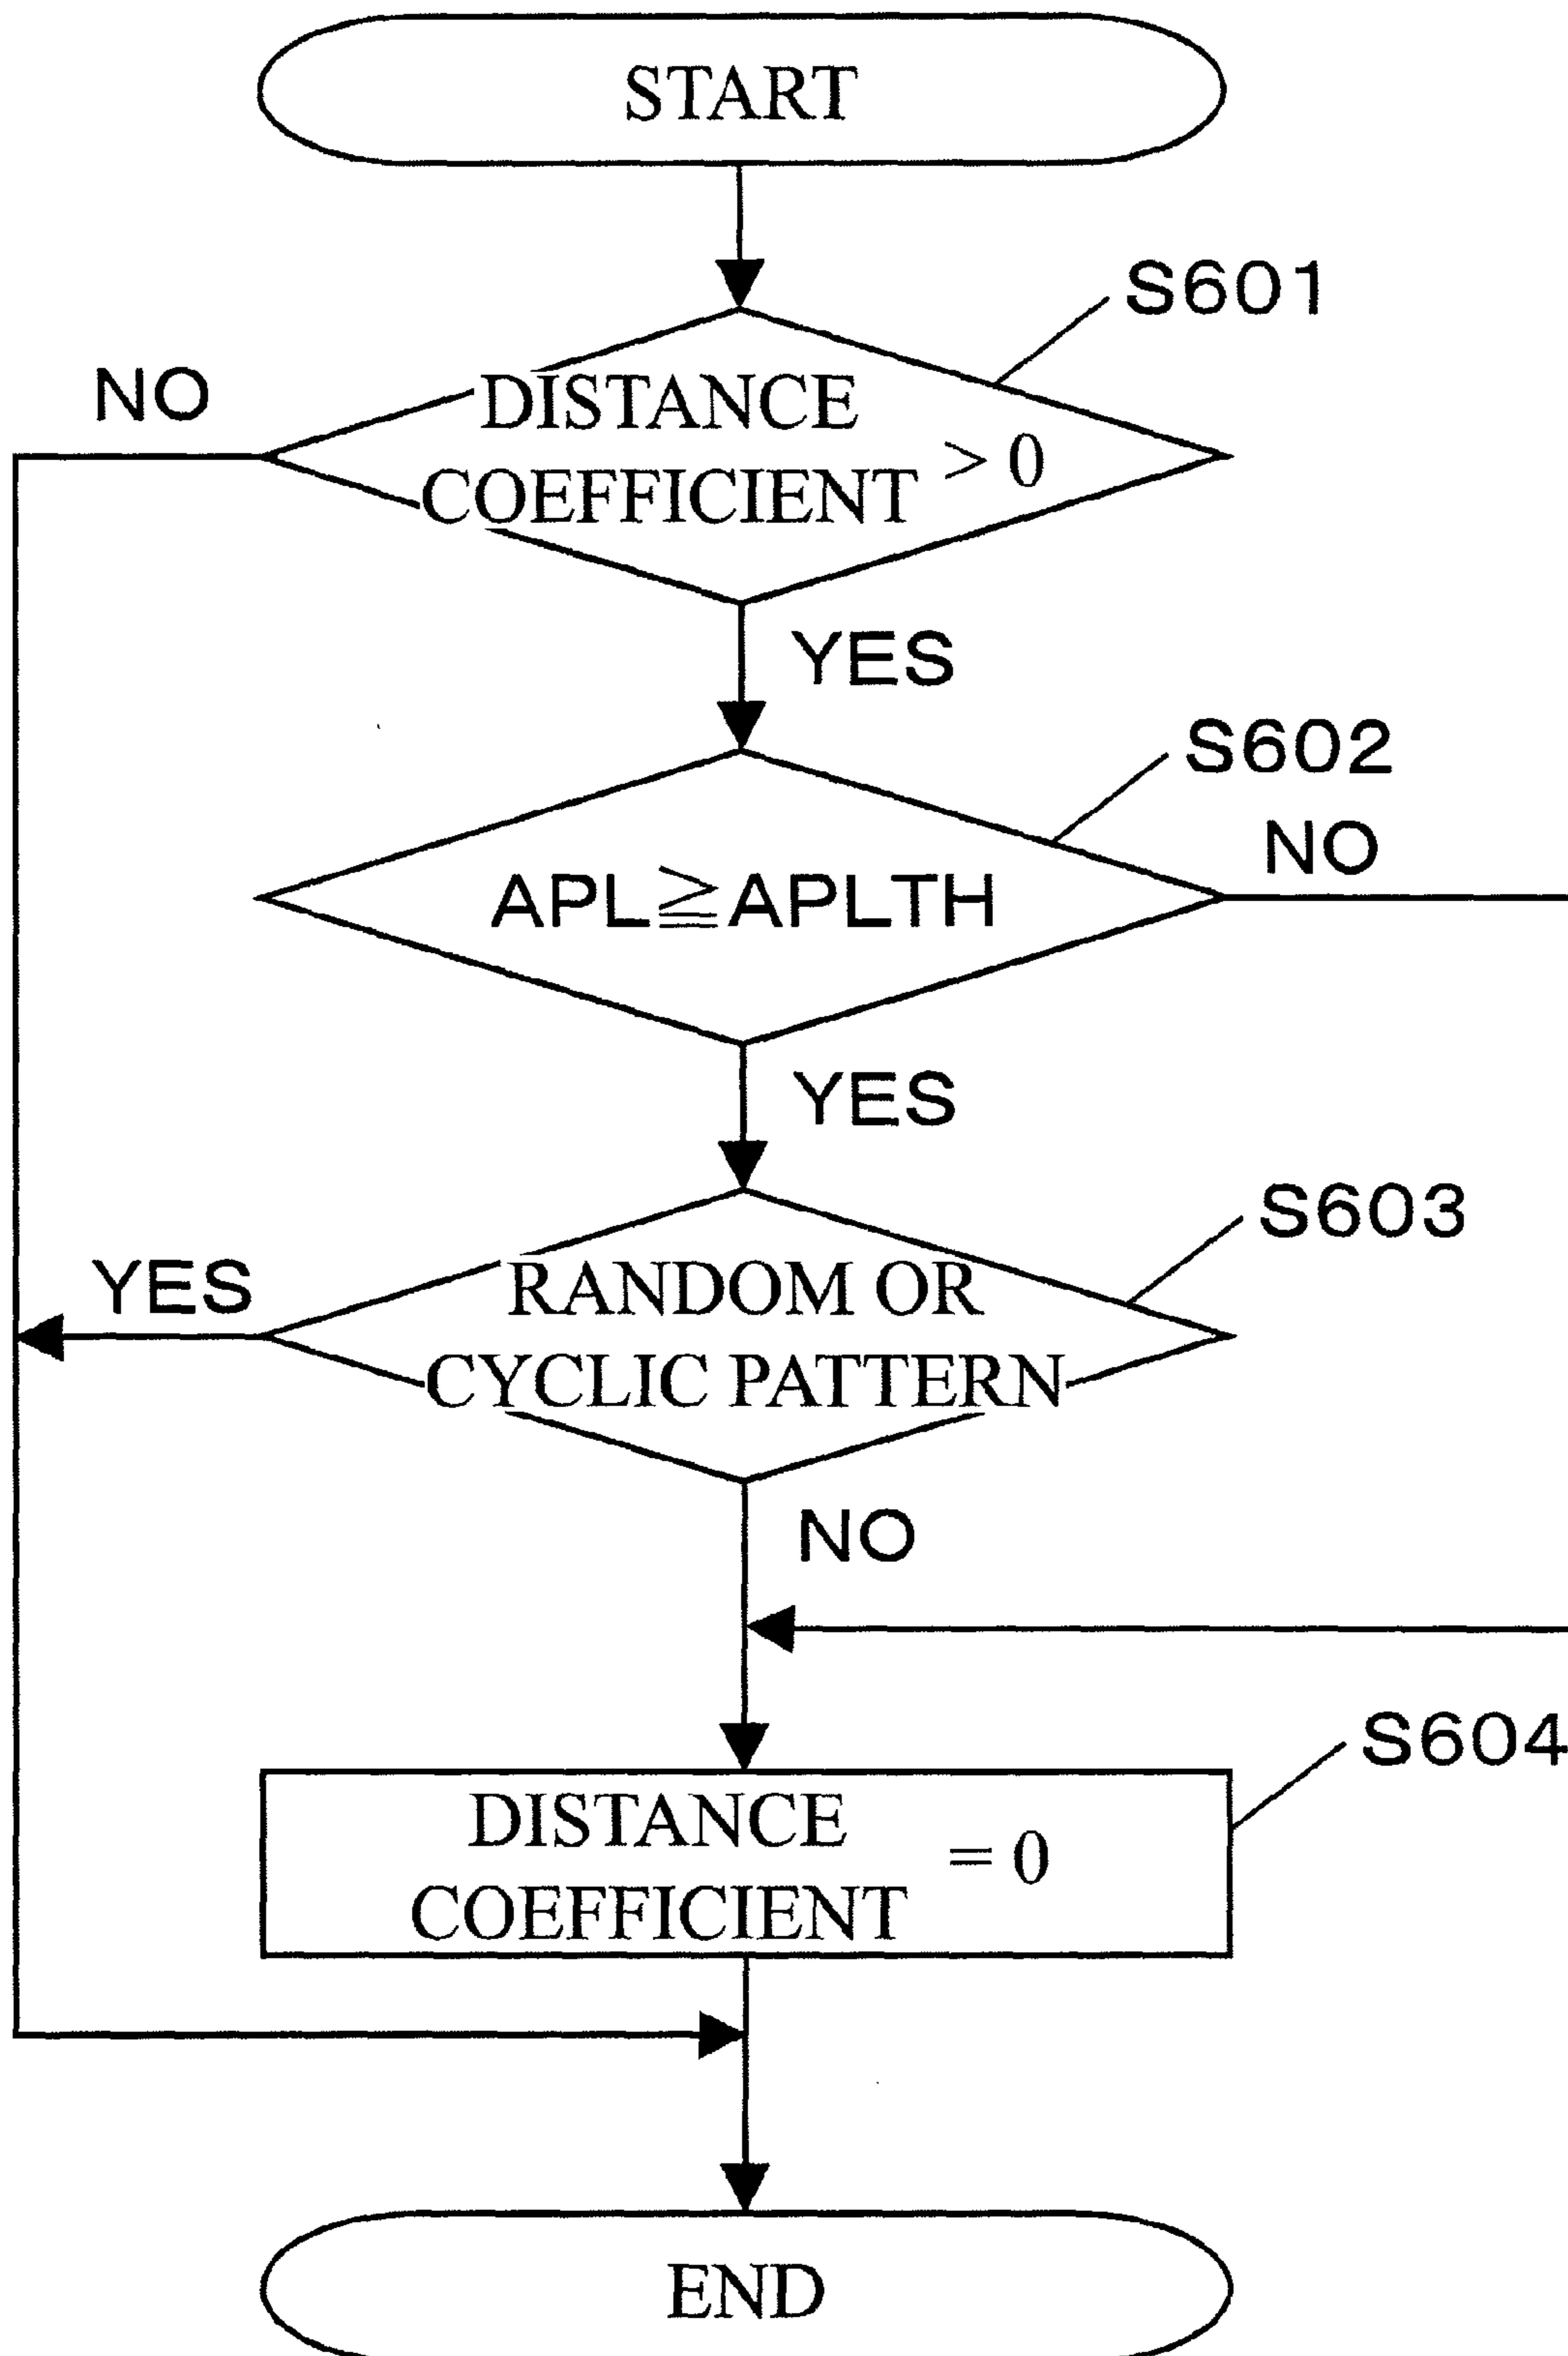 START
S601
NO
DISTANCE
COEFFICIENT > 0
YES
S602
NO
APL≧APLTH
YES
S603
YES
RANDOM OR
CYCLIC PATTERN
NO
S604
DISTANCE
COEFFICIENT = 0
END